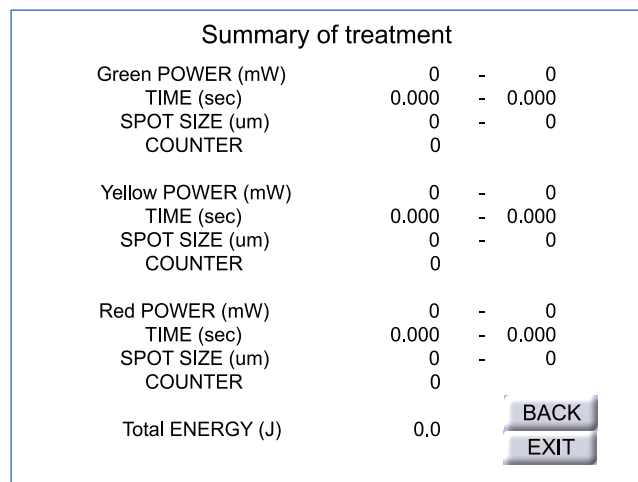 Summary of treatment
Green POWER (mW) 0 - 0
TIME (sec) 0.000 - 0.000
SPOT SIZE (um) 0 - 0
COUNTER 0
Yellow POWER (mW) 0 - 0
TIME (sec) 0.000 - 0.000
SPOT SIZE (um) 0 - 0
COUNTER 0
Red POWER (mW) 0 - 0
TIME (sec) 0.000 - 0.000
SPOT SIZE (um) 0 - 0
COUNTER 0
Total ENERGY (J) 0.0
BACK
EXIT